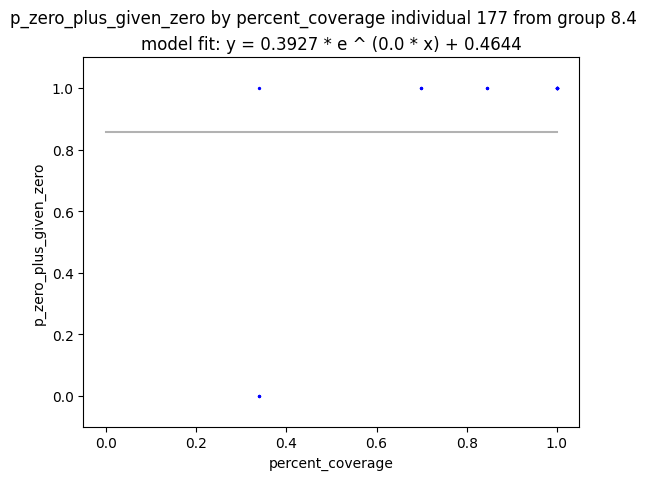 p_zero_plus_given_zero by percent_coverage individual 177 from group 8.4
model fit: y = 0.3927 * e ^ (0.0 * x) + 0.4644
1.0
0.8
0.6
0.4
0.2
0.0
p_zero_plus_given_zero
0.0 0.2 0.4 0.6 0.8 1.0
percent_coverage